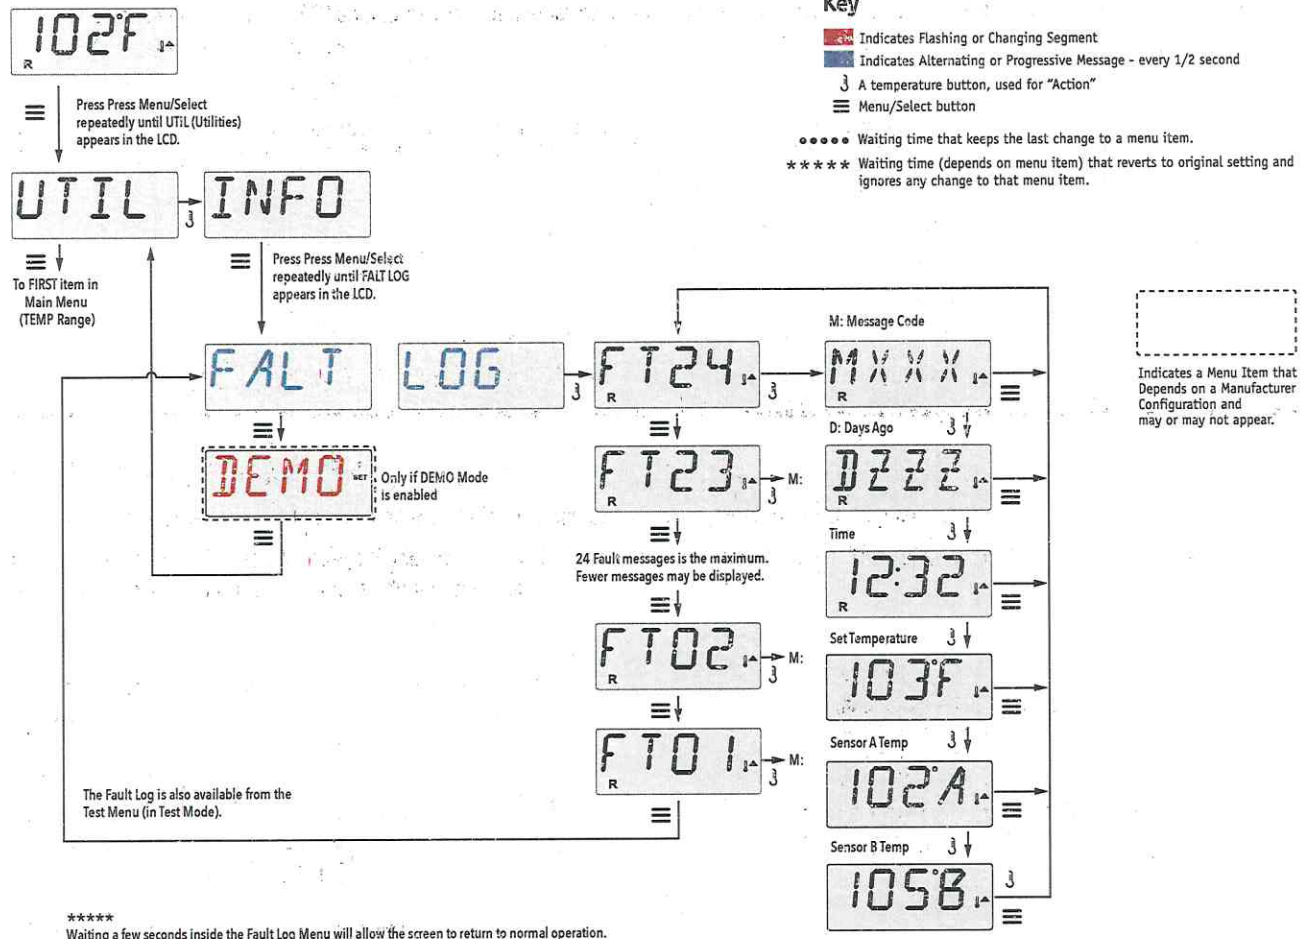 102°F
R
Press Press Menu/Select
repeatedly until UTiL (Utilities)
appears in the LCD.
Key
Indicates Flashing or Changing Segment
Indicates Alternating or Progressive Message - every 1/2 second
A temperature button, used for "Action"
Menu/Select button
Waiting time that keeps the last change to a menu item.
***** Waiting time (depends on menu item) that reverts to original setting and
ignores any change to that menu item.
UTIL
INFO
To FIRST item in
Main Menu
(TEMP Range)
Press Press Menu/Select
repeatedly until FALT LOG
appears in the LCD.
FALT
LOG
DEMO
SET
Only if DEMO Mode
is enabled
FT24
R
FT23
R
M:
24 Fault messages is the maximum.
Fewer messages may be displayed.
FT02
R
M:
FT01
R
M:
M: Message Code
MXXX
R
D: Days Ago
DZZZ
R
Time
12:32
R
Set Temperature
103°F
Sensor A Temp
102°A
Sensor B Temp
105°B
Indicates a Menu Item that
Depends on a Manufacturer
Configuration and
may or may not appear.
The Fault Log is also available from the
Test Menu (in Test Mode).
*****
Waiting a few seconds inside the Fault Log Menu will allow the screen to return to normal operation.